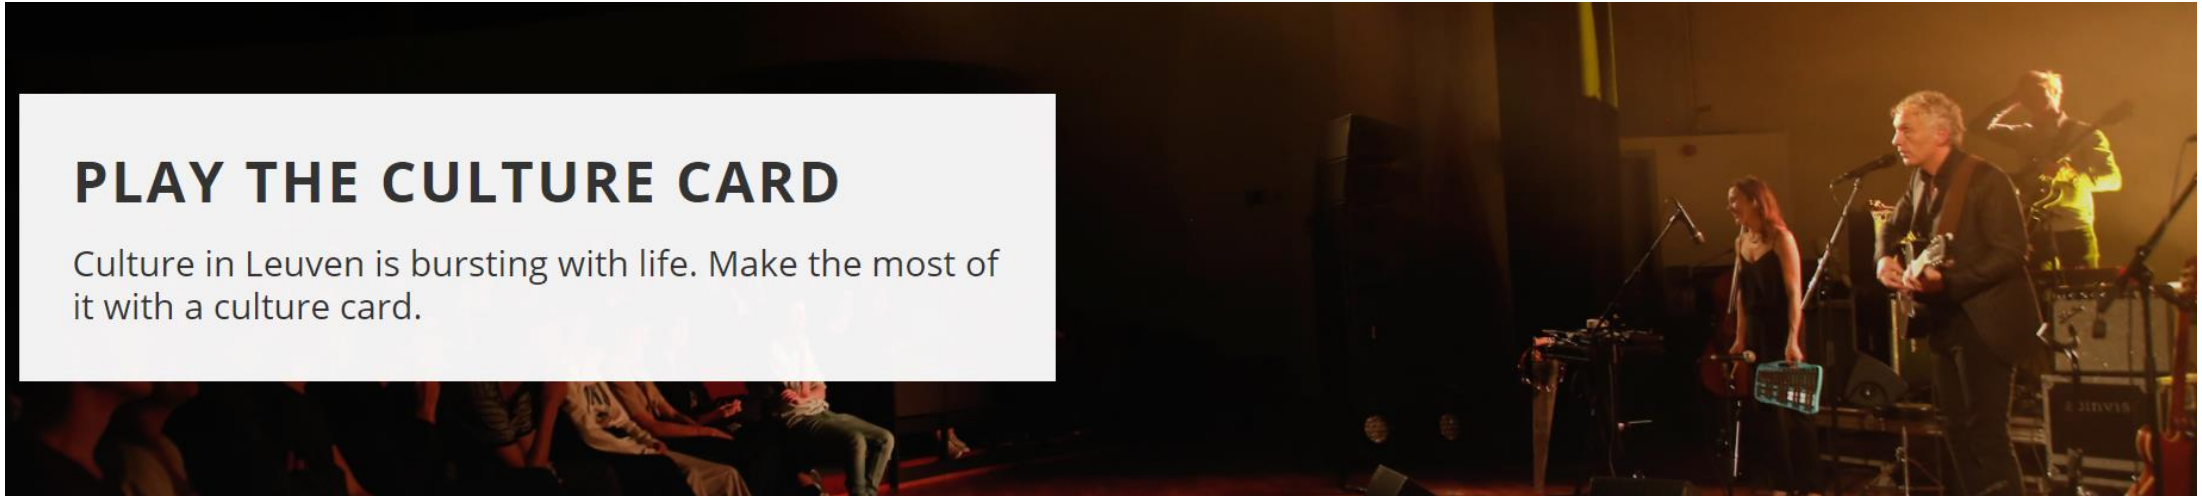 PLAY THE CULTURE CARD
Culture in Leuven is bursting with life. Make the most of
it with a culture card.